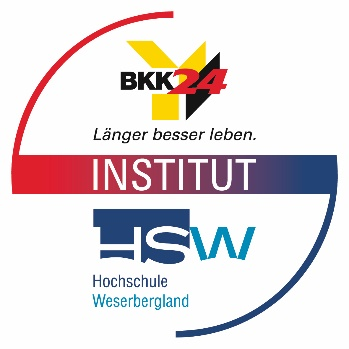 BKK24
Länger besser leben.
INSTITUT
HSW
Hochschule
Weserbergland